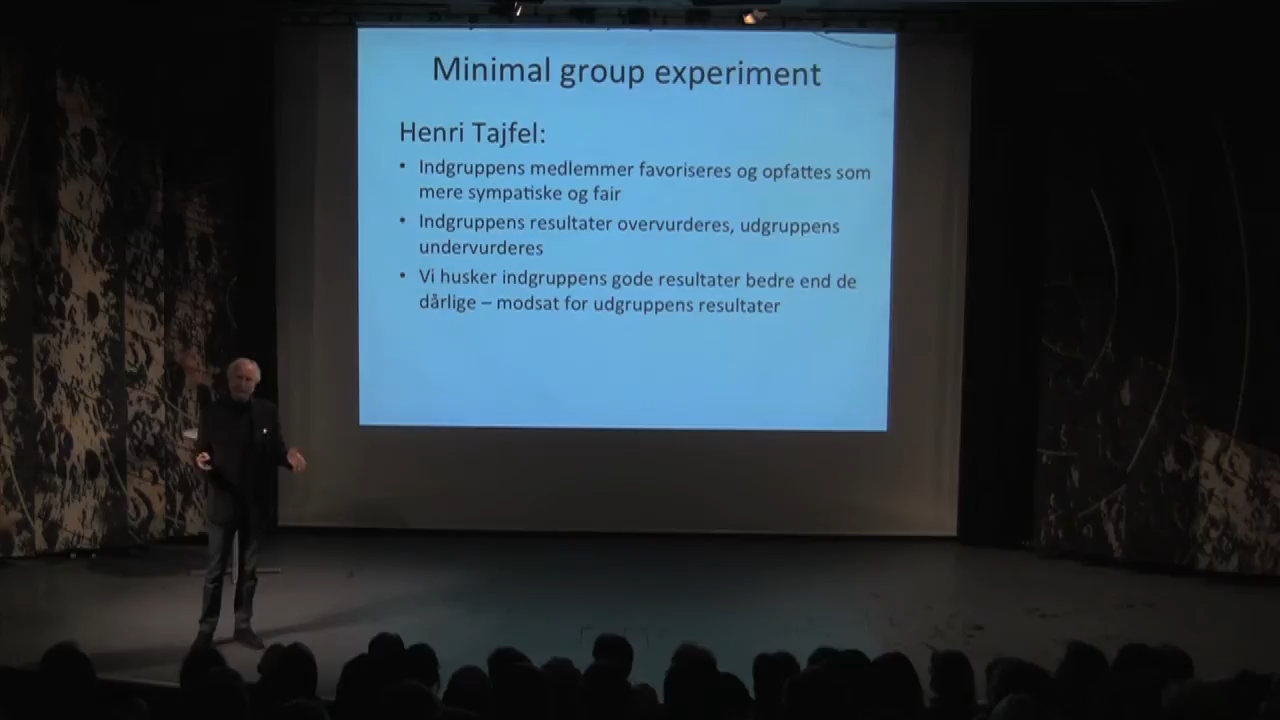 Minimal group experiment
Henri Tajfel:
• Indgruppens medlemmer favoriseres og opfattes som
mere sympatiske og fair
• Indgruppens resultater overvurderes, udgruppens
undervurderes
• Vi husker indgruppens gode resultater bedre end de
dårlige – modsat for udgruppens resultater